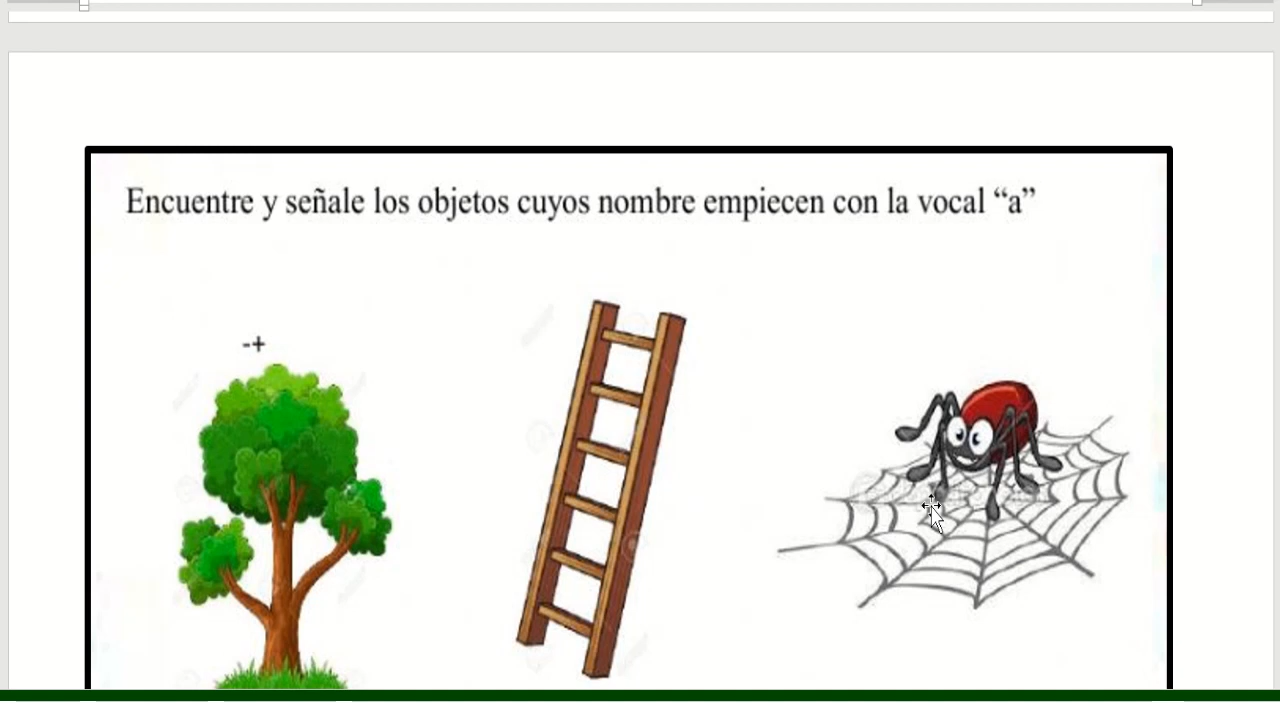 Encuentre y señale los objetos cuyos nombre empiecen con la vocal “a”
-+